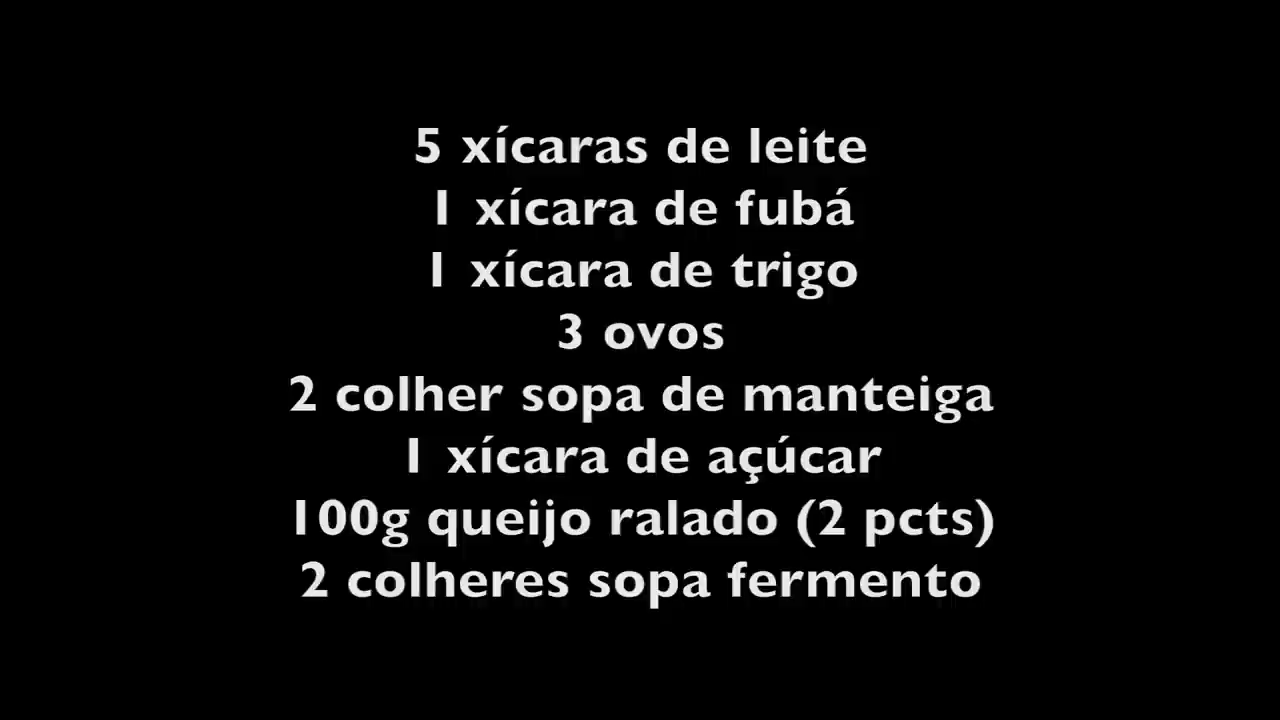 5 xícaras de leite
1 xícara de fubá
1 xícara de trigo
3 ovos
2 colher sopa de manteiga
1 xícara de açúcar
100g queijo ralado (2 pcts)
2 colheres sopa fermento